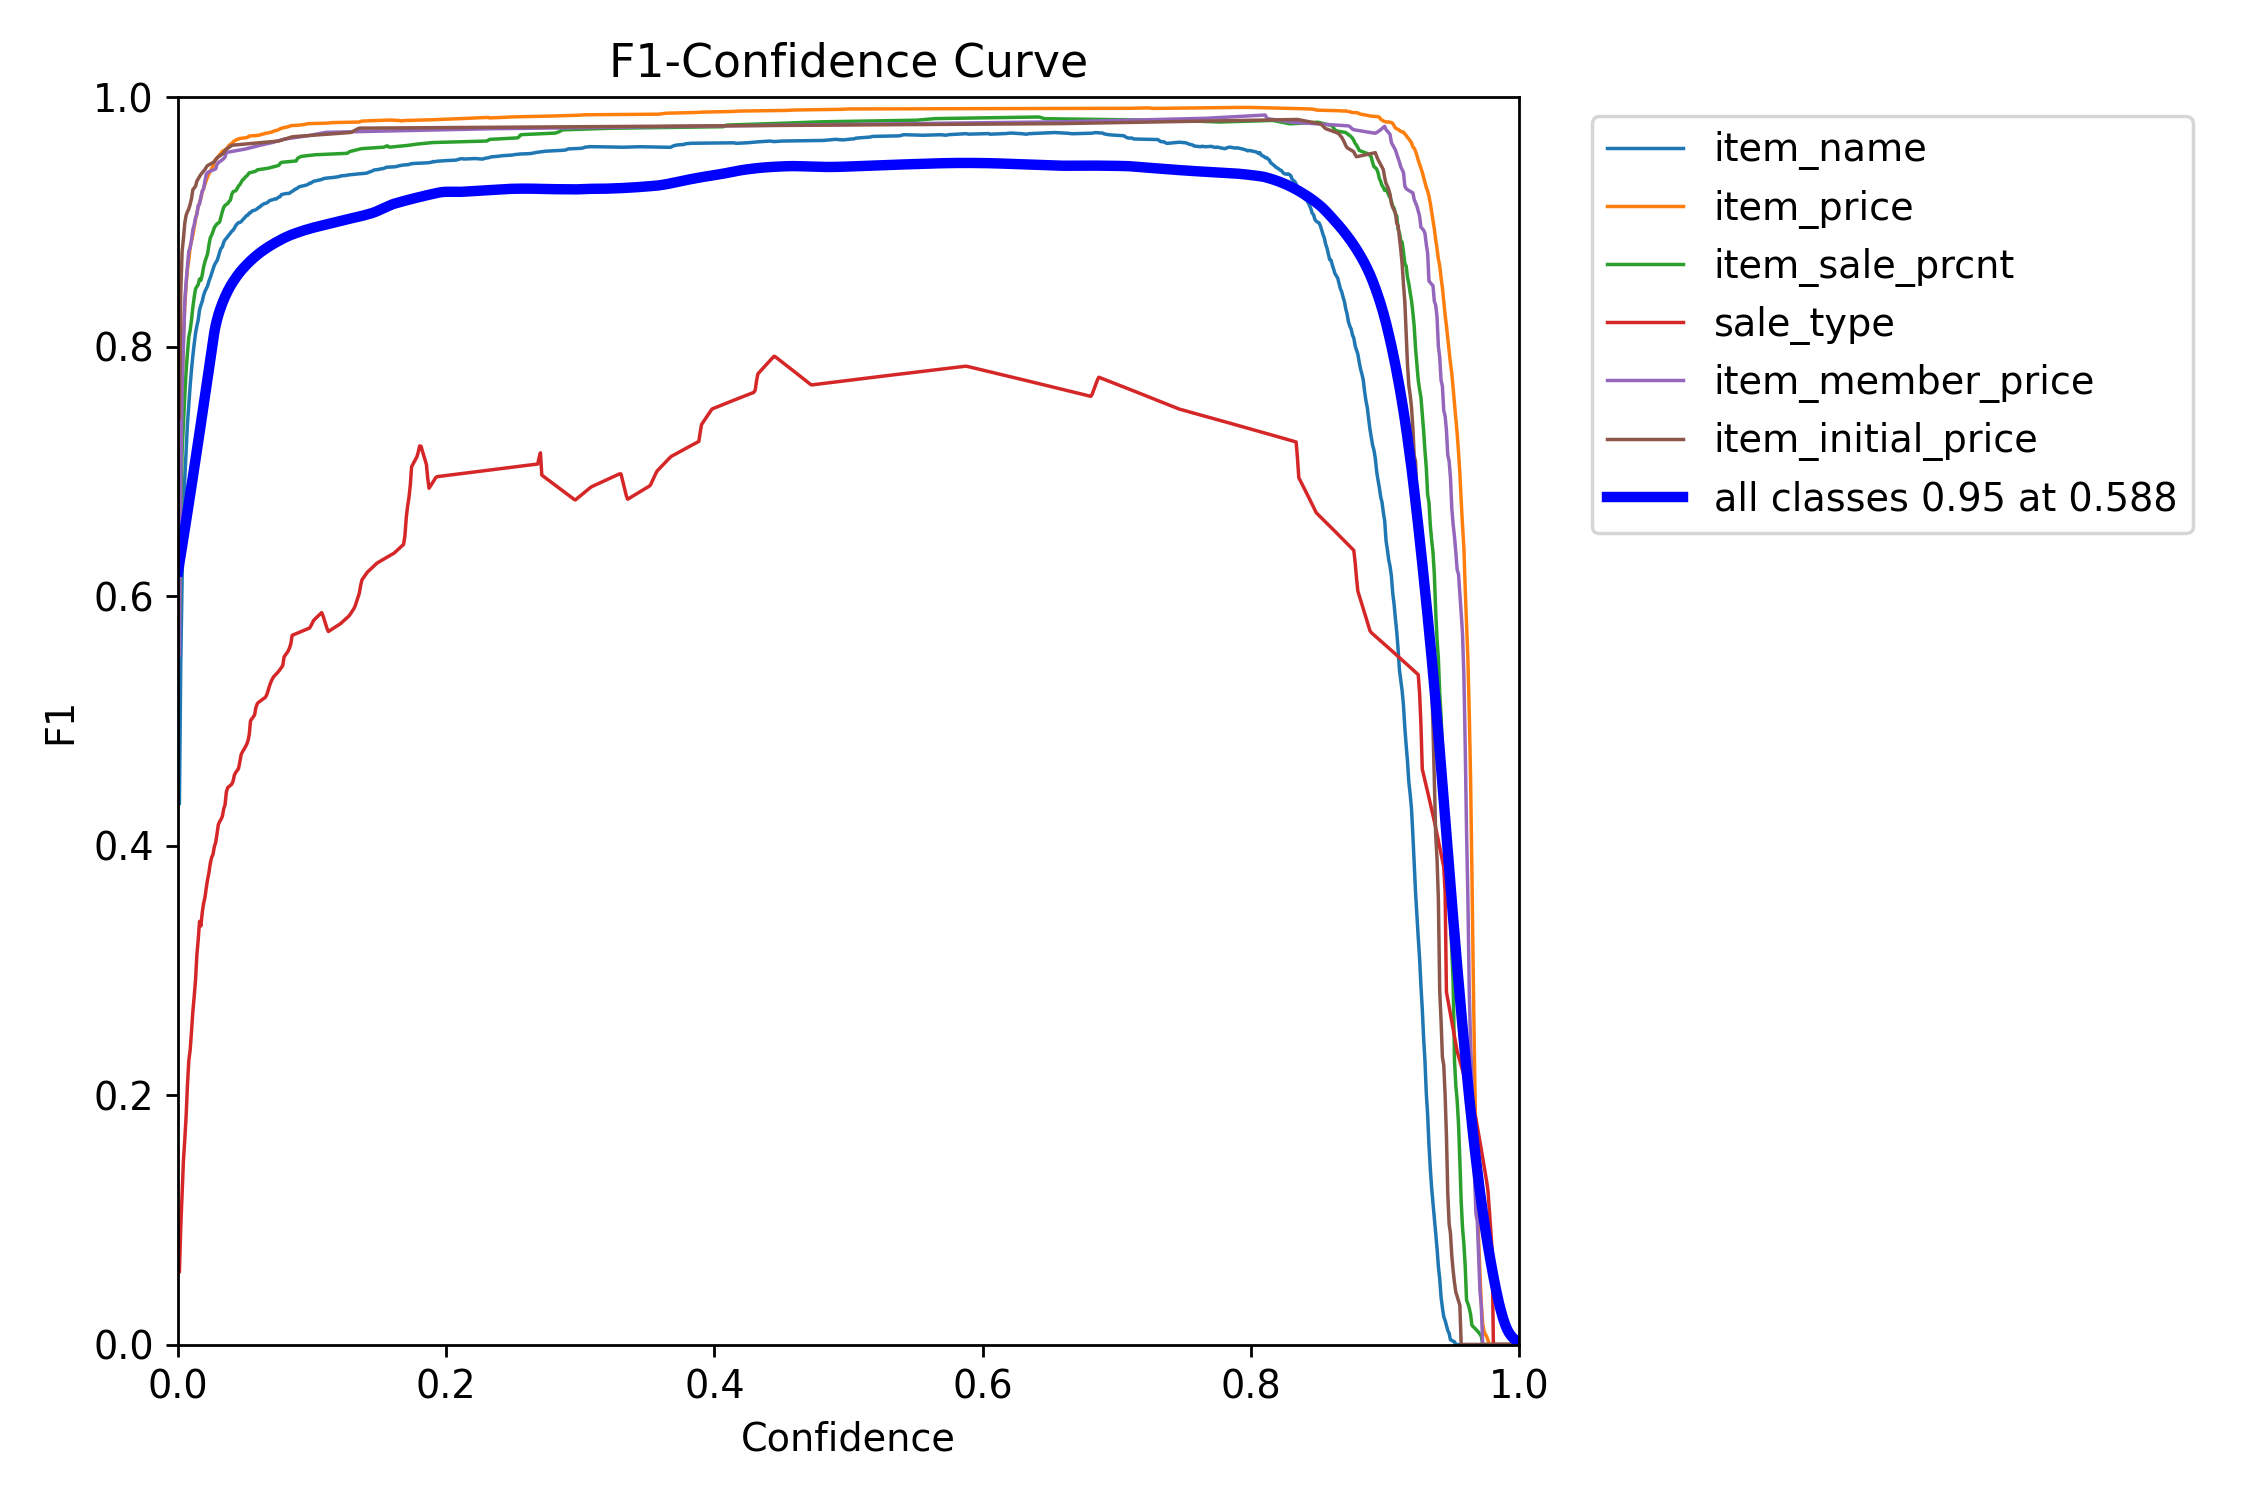 F1-Confidence Curve
1.0
0.8
0.6
0.4
0.2
0.0
F1
0.0 0.2 0.4 0.6 0.8 1.0
Confidence
item_name
item_price
item_sale_prcnt
sale_type
item_member_price
item_initial_price
all classes 0.95 at 0.588